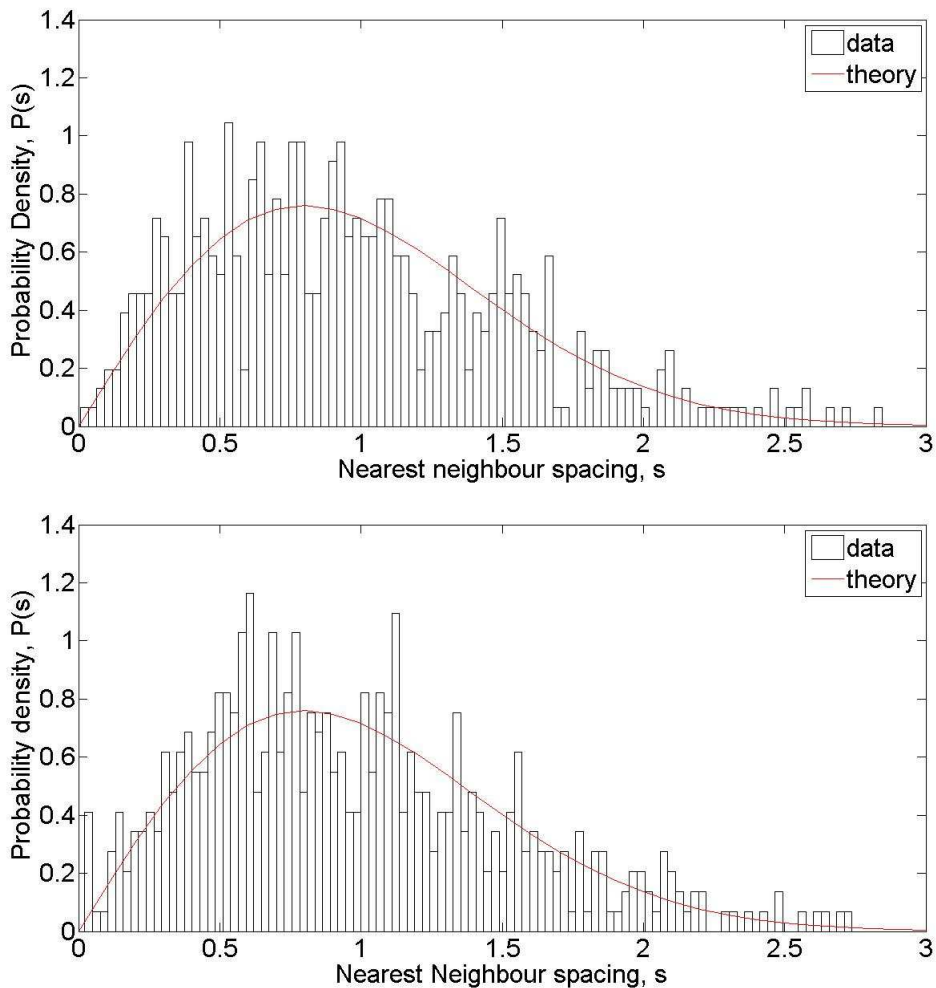 1.4
1.2
1
0.8
0.6
0.4
0.2
0
Probability Density, P(s)
data
theory
0 0.5 1 1.5 2 2.5 3
Nearest neighbour spacing, s
1.4
1.2
1
0.8
0.6
0.4
0.2
0
Probability density, P(s)
data
theory
0 0.5 1 1.5 2 2.5 3
Nearest Neighbour spacing, s